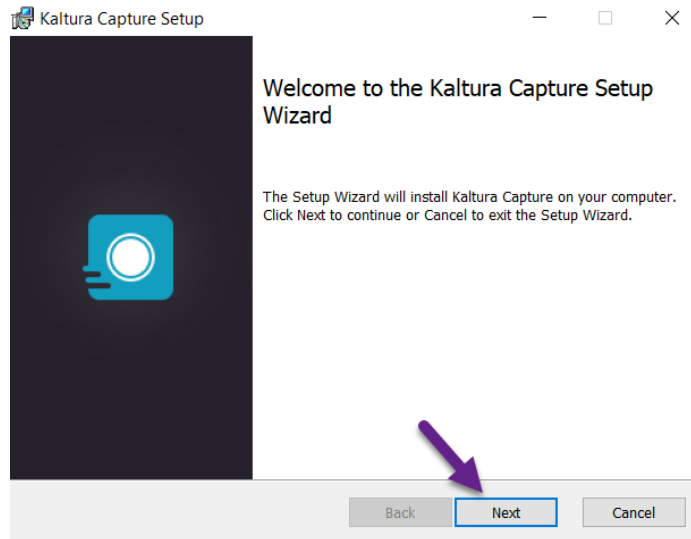 Kaltura Capture Setup
Welcome to the Kaltura Capture Setup
Wizard
The Setup Wizard will install Kaltura Capture on your computer.
Click Next to continue or Cancel to exit the Setup Wizard.
Back Next Cancel